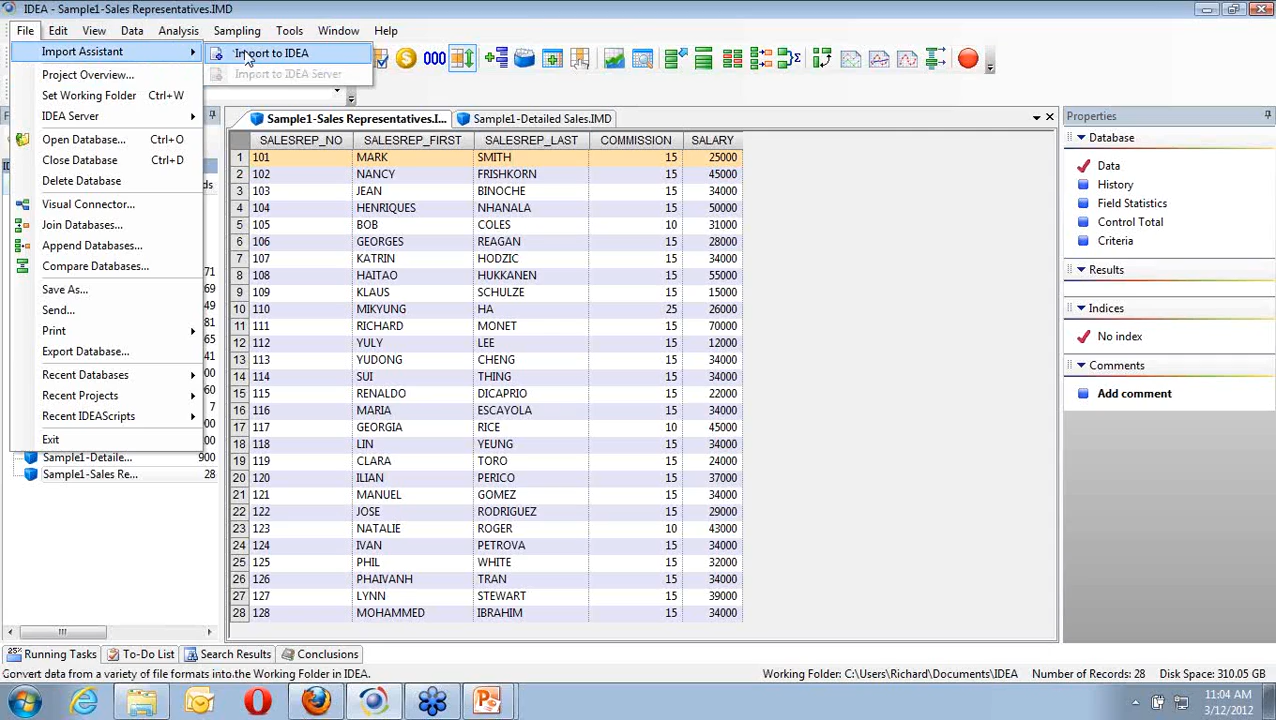 IDEA - Sample1-Sales Representatives.IMD
File Edit View Data Analysis Sampling Tools Window Help
Import Assistant
Import to IDEA
Import to IDEA Server
Project Overview...
Set Working Folder Ctrl+W
IDEA Server
Open Database... Ctrl+O
Close Database Ctrl+D
Delete Database
Visual Connector...
Join Databases...
Append Databases...
Compare Databases...
Save As...
Send...
Print
Export Database...
Recent Databases
Recent Projects
Recent IDEAScripts
Exit
000
ds
71
69
49
81
65
41
00
60
7
00
00
Sample1-Detaile... 900
Sample1-Sales Re... 28
Sample1-Sales Representatives.I... Sample1-Detailed Sales.IMD
SALESREP_NO SALESREP_FIRST SALESREP_LAST COMMISSION SALARY
1 101 MARK SMITH 15 25000
2 102 NANCY FRISHKORN 15 45000
3 103 JEAN BINOCHE 15 34000
4 104 HENRIQUES NHANALA 15 50000
5 105 BOB COLES 10 31000
6 106 GEORGES REAGAN 15 28000
7 107 KATRIN HODZIC 15 34000
8 108 HAITAO HUKKANEN 15 55000
9 109 KLAUS SCHULZE 15 15000
10 110 MIKYUNG HA 25 26000
11 111 RICHARD MONET 15 70000
12 112 YULY LEE 15 12000
13 113 YUDONG CHENG 15 34000
14 114 SUI THING 15 34000
15 115 RENALDO DICAPRIO 15 22000
16 116 MARIA ESCAYOLA 15 34000
17 117 GEORGIA RICE 10 45000
18 118 LIN YEUNG 15 34000
19 119 CLARA TORO 15 24000
20 120 ILIAN PERICO 15 37000
21 121 MANUEL GOMEZ 15 34000
22 122 JOSE RODRIGUEZ 15 29000
23 123 NATALIE ROGER 10 43000
24 124 IVAN PETROVA 15 34000
25 125 PHIL WHITE 15 32000
26 126 PHAIVANH TRAN 15 34000
27 127 LYNN STEWART 15 39000
28 128 MOHAMMED IBRAHIM 15 34000
Properties
Database
Data
History
Field Statistics
Control Total
Criteria
Results
Indices
No index
Comments
Add comment
Running Tasks To-Do List Search Results Conclusions
Convert data from a variety of file formats into the Working Folder in IDEA. Working Folder: C:\Users\Richard\Documents\IDEA Number of Records: 28 Disk Space: 310.05 GB
11:04 AM
3/12/2012